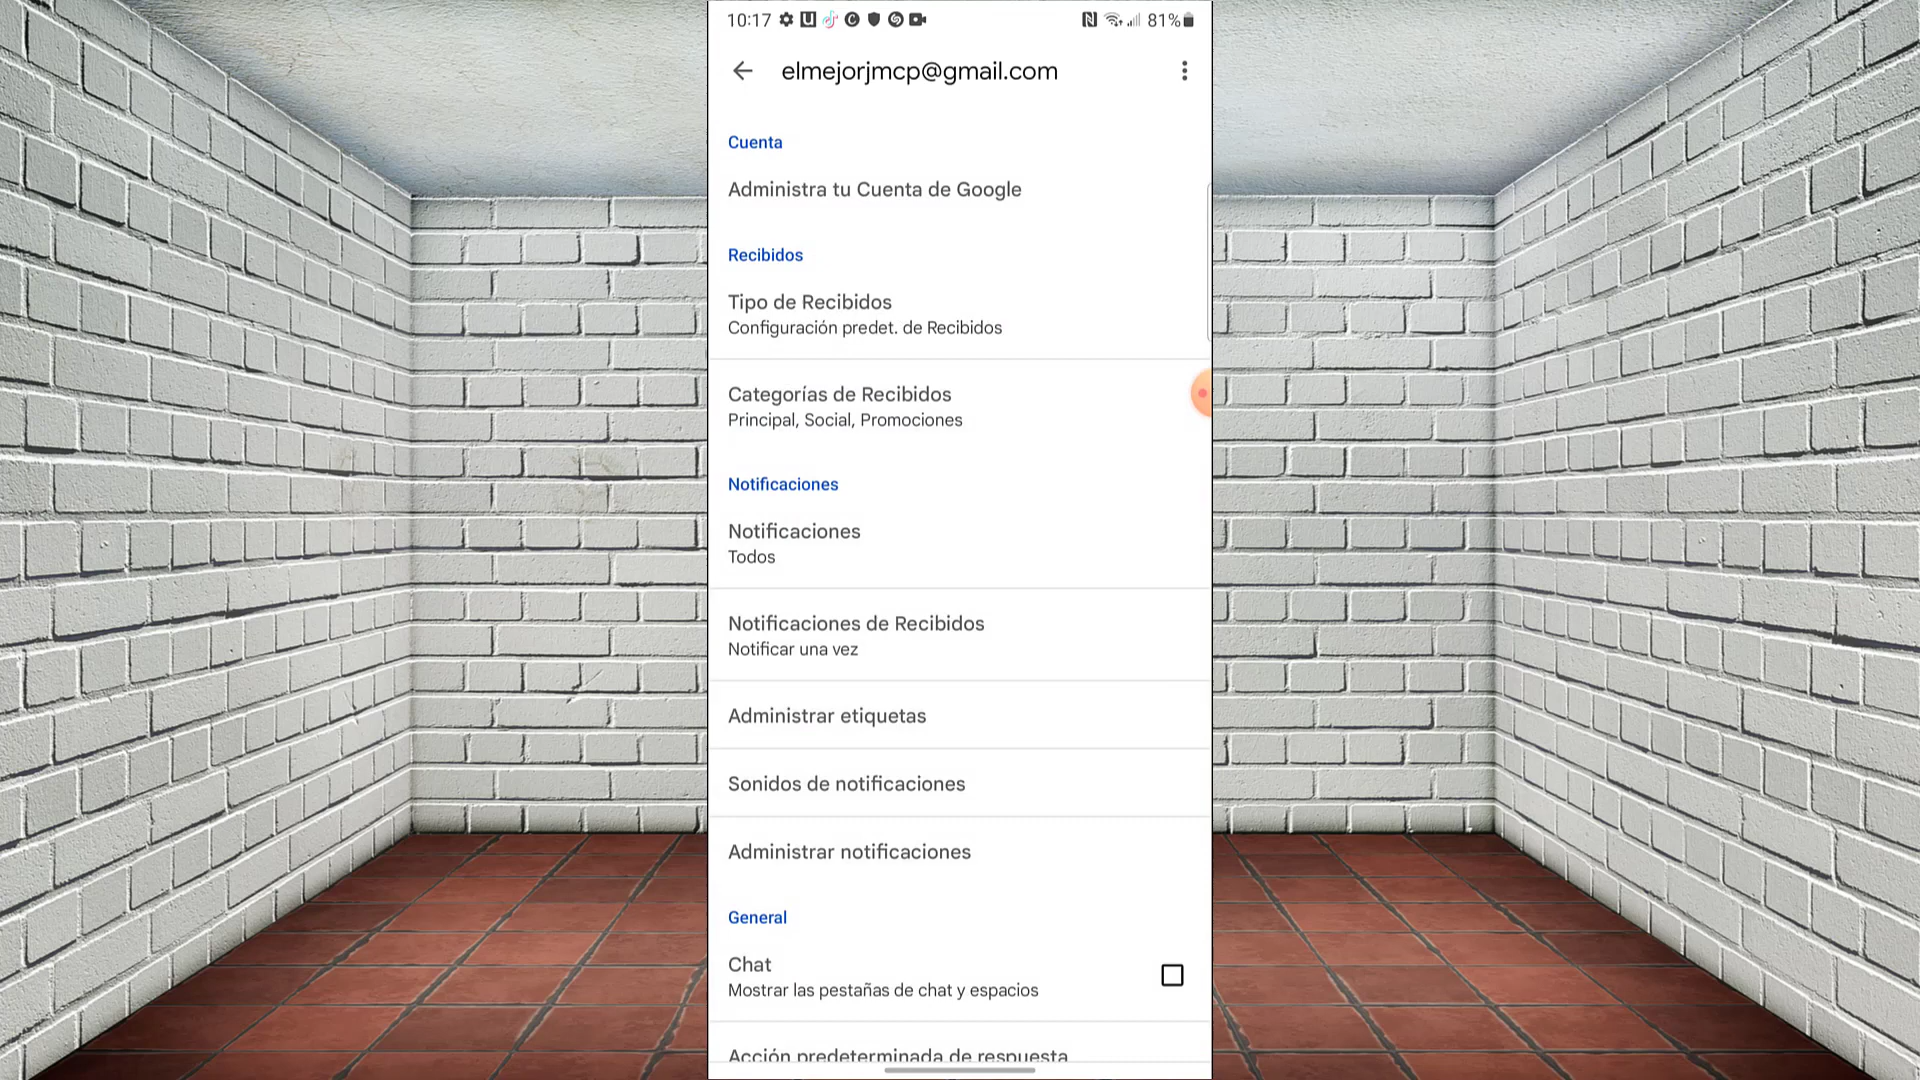 10:17
81%
elmejorjmcp@gmail.com
Cuenta
Administra tu Cuenta de Google
Recibidos
Tipo de Recibidos
Configuración predet. de Recibidos
Categorías de Recibidos
Principal, Social, Promociones
Notificaciones
Notificaciones
Todos
Notificaciones de Recibidos
Notificar una vez
Administrar etiquetas
Sonidos de notificaciones
Administrar notificaciones
General
Chat
Mostrar las pestañas de chat y espacios
Acción predeterminada de respuesta